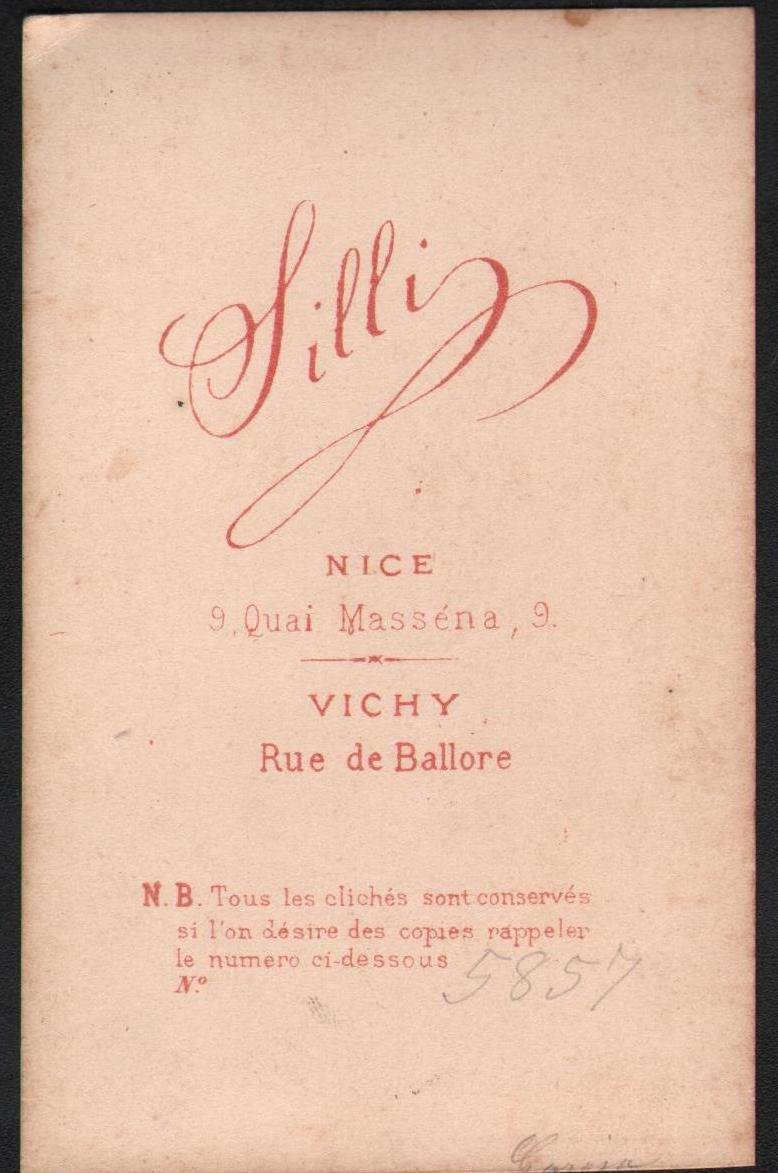 Silli
NICE
9, Quai Masséna, 9.
VICHY
Rue de Ballore
N. B. Tous les clichés sont conservés
si l'on désire des copies rappeler
le numero ci-dessous 5857
Nº